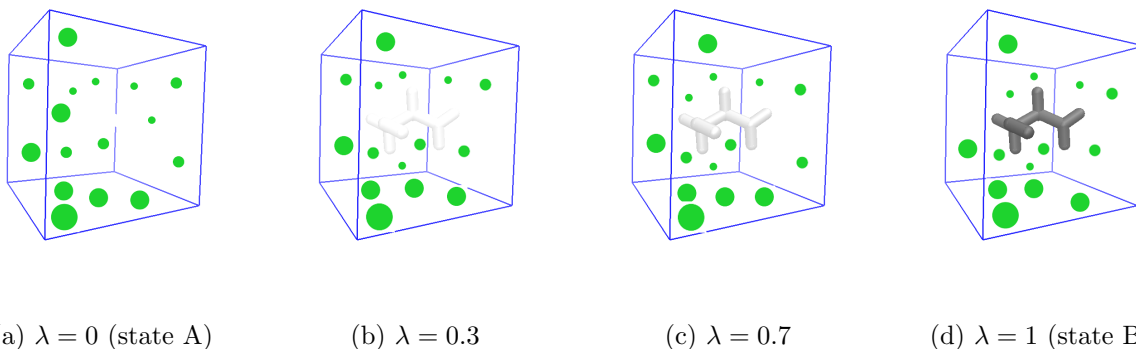 a) λ = 0 (state A)
(b) λ = 0.3
(c) λ = 0.7
(d) λ = 1 (state B